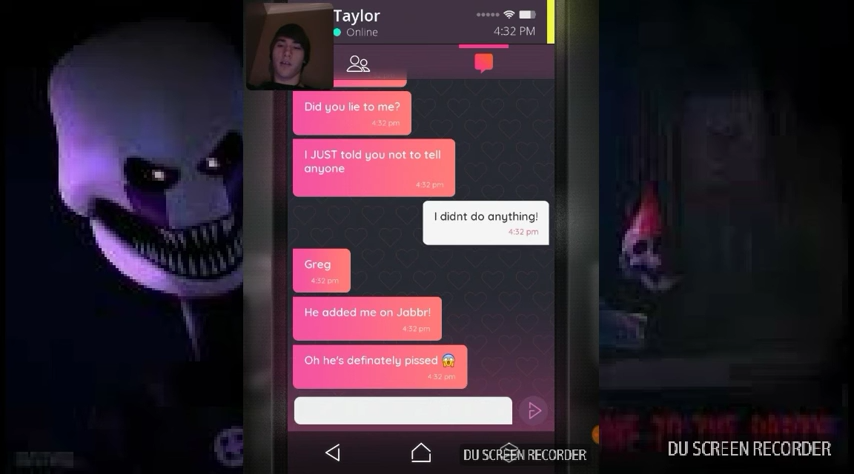 Taylor
Online
4:32 PM
Did you lie to me?
4:32 pm
I JUST told you not to tell
anyone
4:32 pm
I didnt do anything!
4:32 pm
Greg
4:32 pm
He added me on Jabbr!
4:32 pm
Oh he's definately pissed 😱
4:32 pm
DU SCREEN RECORDER
DU SCREEN RECORDER